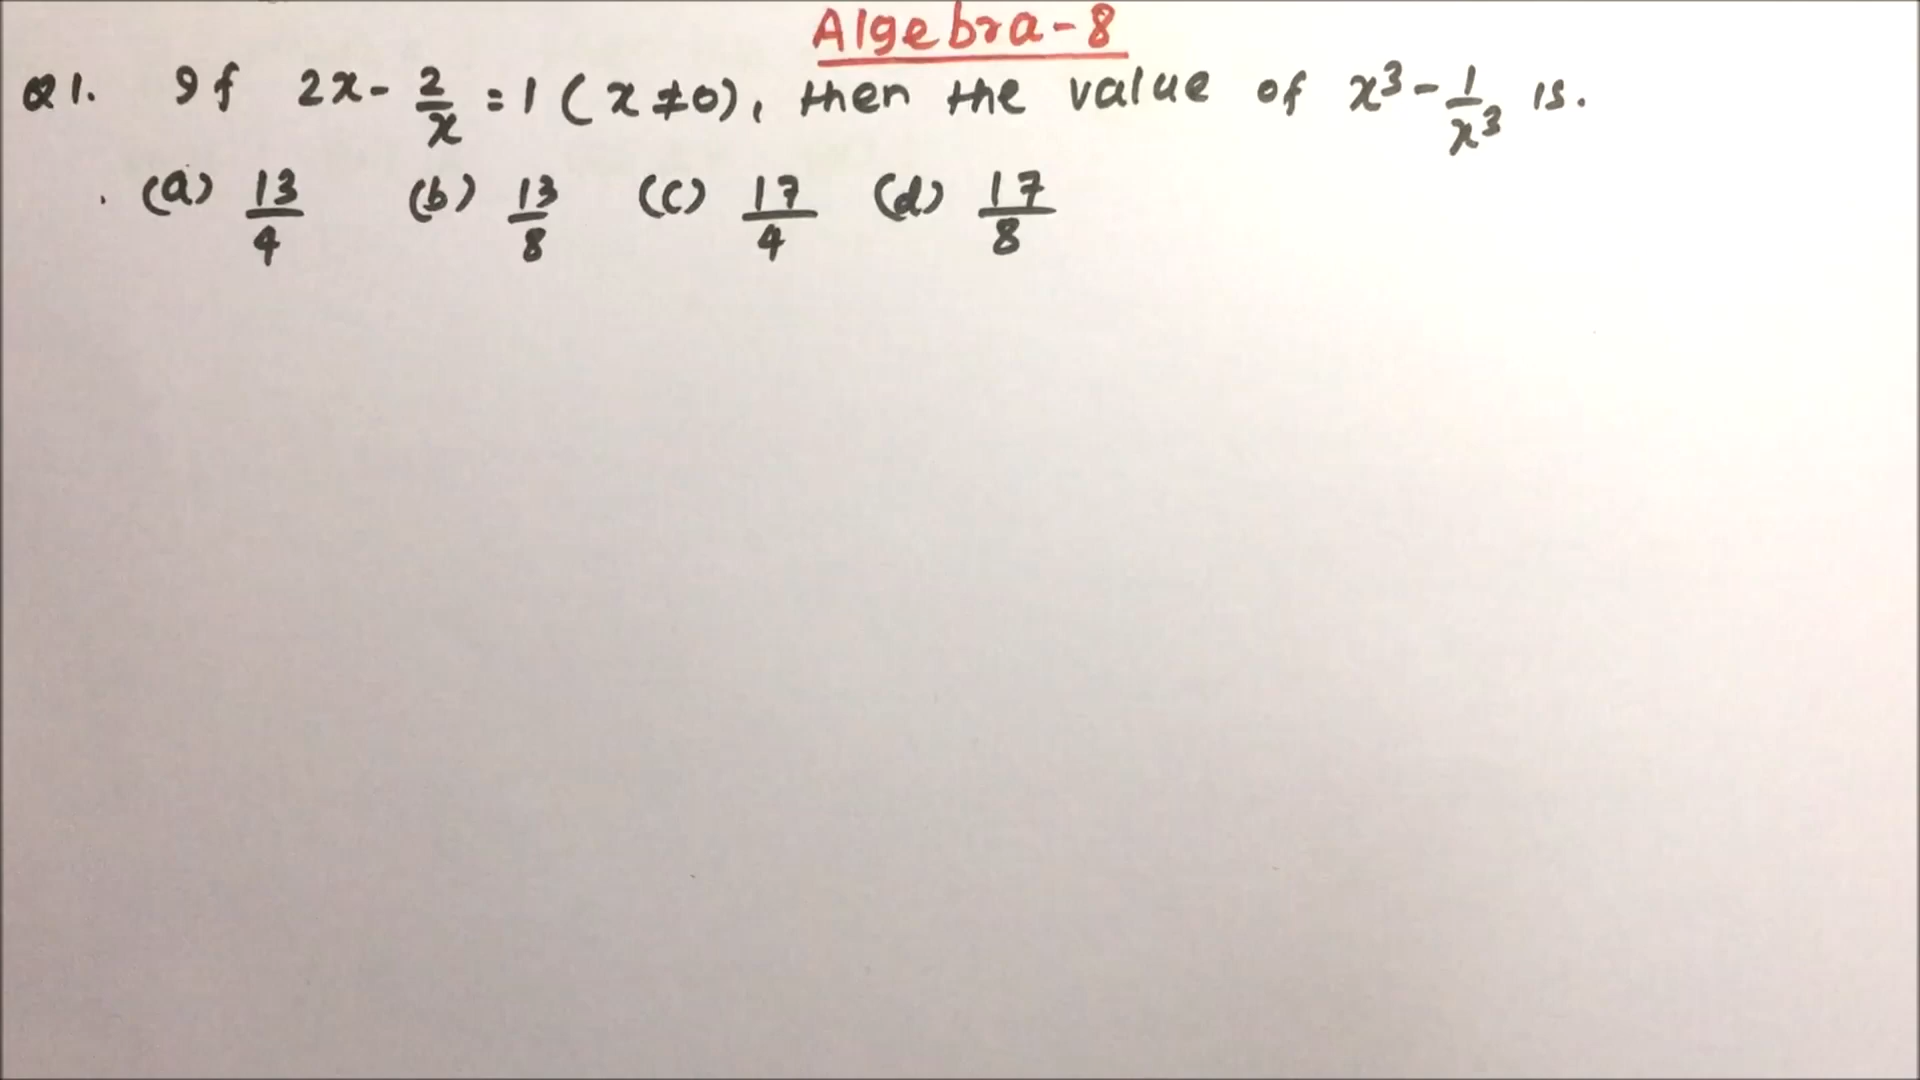 Algebra-8
Q1. If 2x - 2/x = 1 (x ≠ 0), then the value of x³ - 1/x³ is.
(a) 13/4 (b) 13/8 (c) 17/4 (d) 17/8